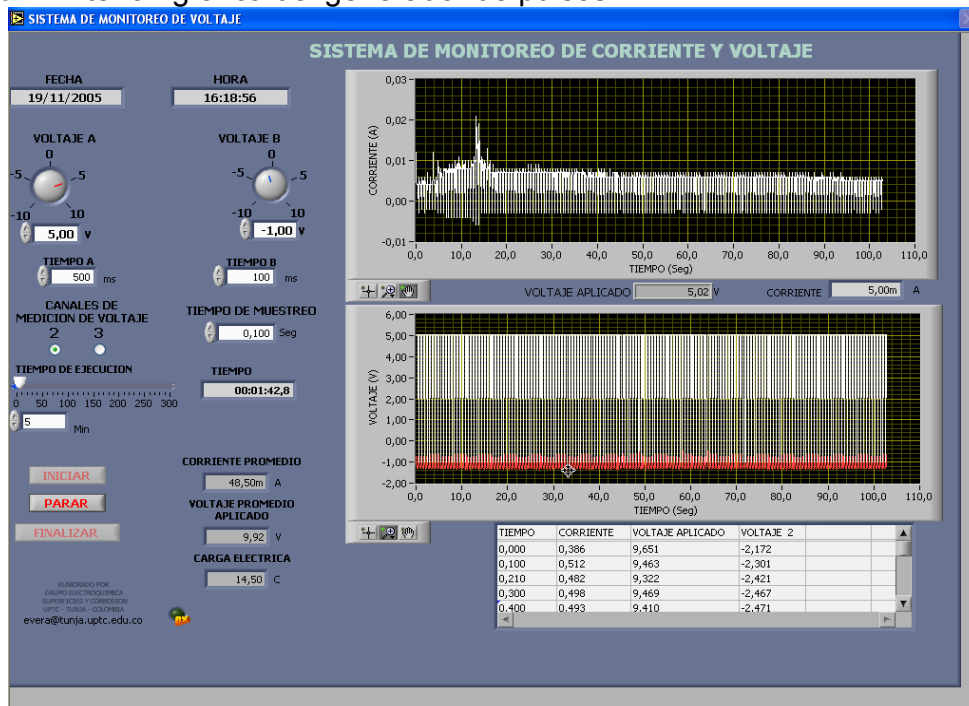 SISTEMA DE MONITOREO DE VOLTAJE
SISTEMA DE MONITOREO DE CORRIENTE Y VOLTAJE
FECHA HORA
19/11/2005 16:18:56
VOLTAJE A VOLTAJE B
0 0
-5 5 -5 5
-10 10 -10 10
5,00 V -1,00 V
TIEMPO A TIEMPO B
500 ms 100 ms
CANALES DE
MEDICION DE VOLTAJE
2 3
TIEMPO DE MUESTREO
0,100 Seg
TIEMPO DE EJECUCION
0 50 100 150 200 250 300
5 Min
TIEMPO
00:01:42,8
INICIAR
PARAR
FINALIZAR
CORRIENTE PROMEDIO
48,50m A
VOLTAJE PROMEDIO
APLICADO
9,92 V
CARGA ELECTRICA
14,50 C
ELABORADO POR
GRUPO ELECTROQUIMICA
SUPERFICIES Y CORROSION
UPTC - TUNJA - COLOMBIA
evera@tunja.uptc.edu.co
CORRIENTE (A)
0,03
0,02
0,01
0,00
-0,01
0,0 10,0 20,0 30,0 40,0 50,0 60,0 70,0 80,0 90,0 100,0 110,0
TIEMPO (Seg)
VOLTAJE APLICADO 5,02 V CORRIENTE 5,00m A
VOLTAJE (V)
6,00
5,00
4,00
3,00
2,00
1,00
0,00
-1,00
-2,00
0,0 10,0 20,0 30,0 40,0 50,0 60,0 70,0 80,0 90,0 100,0 110,0
TIEMPO (Seg)
TIEMPO CORRIENTE VOLTAJE APLICADO VOLTAJE 2
0,000 0,386 9,651 -2,172
0,100 0,512 9,463 -2,301
0,210 0,482 9,322 -2,421
0,300 0,498 9,469 -2,467
0,400 0,493 9,410 -2,471